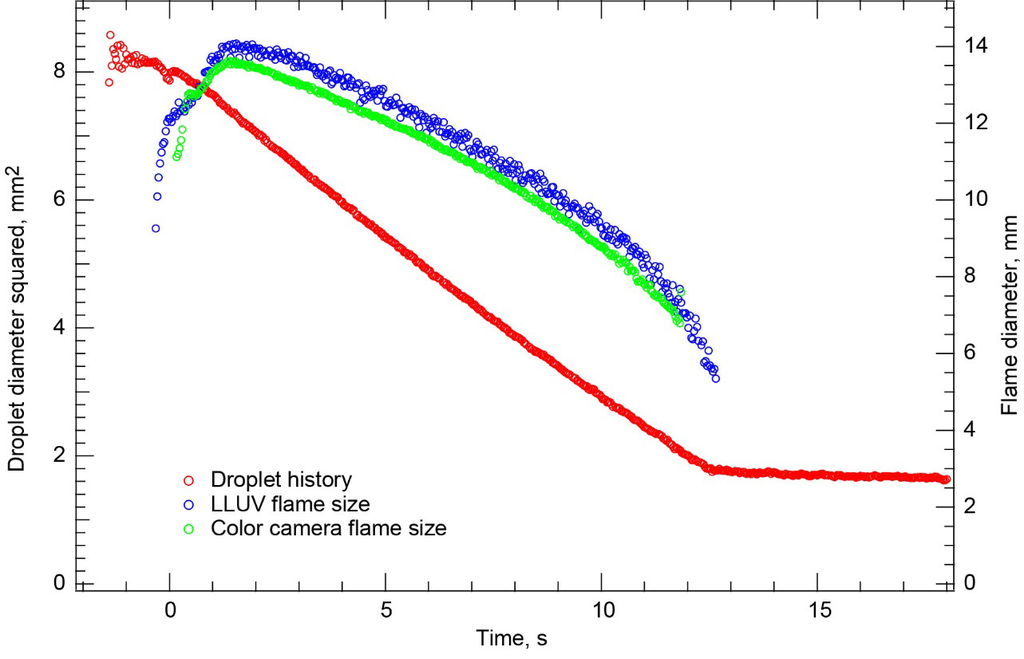 Droplet diameter squared, mm2
8
6
4
2
0
14
12
10
8
6
4
2
0
Flame diameter, mm
Droplet history
LLUV flame size
Color camera flame size
0 5 10 15
Time, s